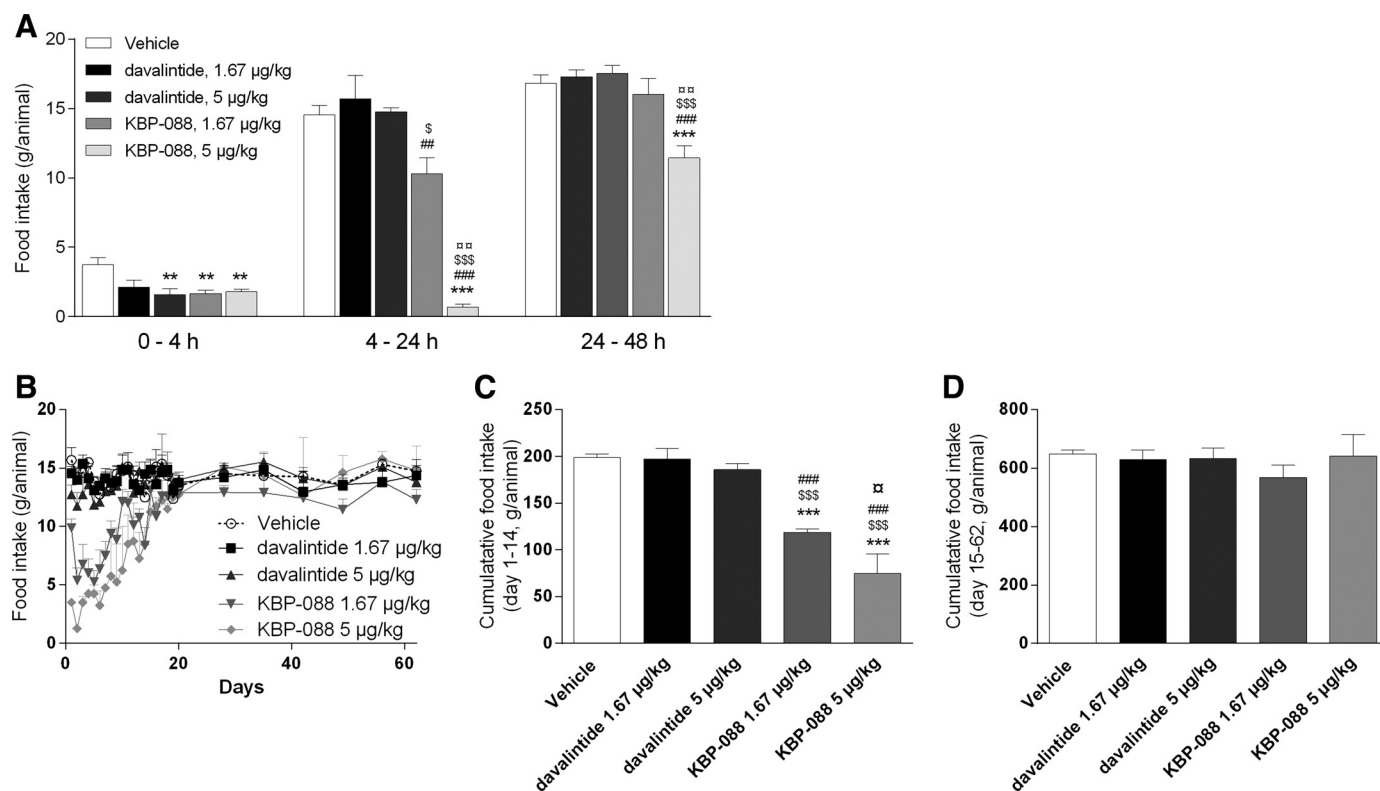 A
20
15
10
5
0
Food intake (g/animal)
Vehicle
davalintide, 1.67 µg/kg
davalintide, 5 µg/kg
KBP-088, 1.67 µg/kg
KBP-088, 5 µg/kg
**
**
**
$
##
¤¤
$$$
###
***
¤¤
$$$
###
***
0 - 4 h
4 - 24 h
24 - 48 h
B
20
15
10
5
0
Food intake (g/animal)
Vehicle
davalintide 1.67 µg/kg
davalintide 5 µg/kg
KBP-088 1.67 µg/kg
KBP-088 5 µg/kg
0
20
40
60
Days
C
250
200
150
100
50
0
Cumulatative food intake
(day 1-14, g/animal)
###
$$$
***
¤
###
$$$
***
Vehicle
davalintide 1.67 µg/kg
davalintide 5 µg/kg
KBP-088 1.67 µg/kg
KBP-088 5 µg/kg
D
800
600
400
200
0
Cumulatative food intake
(day 15-62, g/animal)
Vehicle
davalintide 1.67 µg/kg
davalintide 5 µg/kg
KBP-088 1.67 µg/kg
KBP-088 5 µg/kg